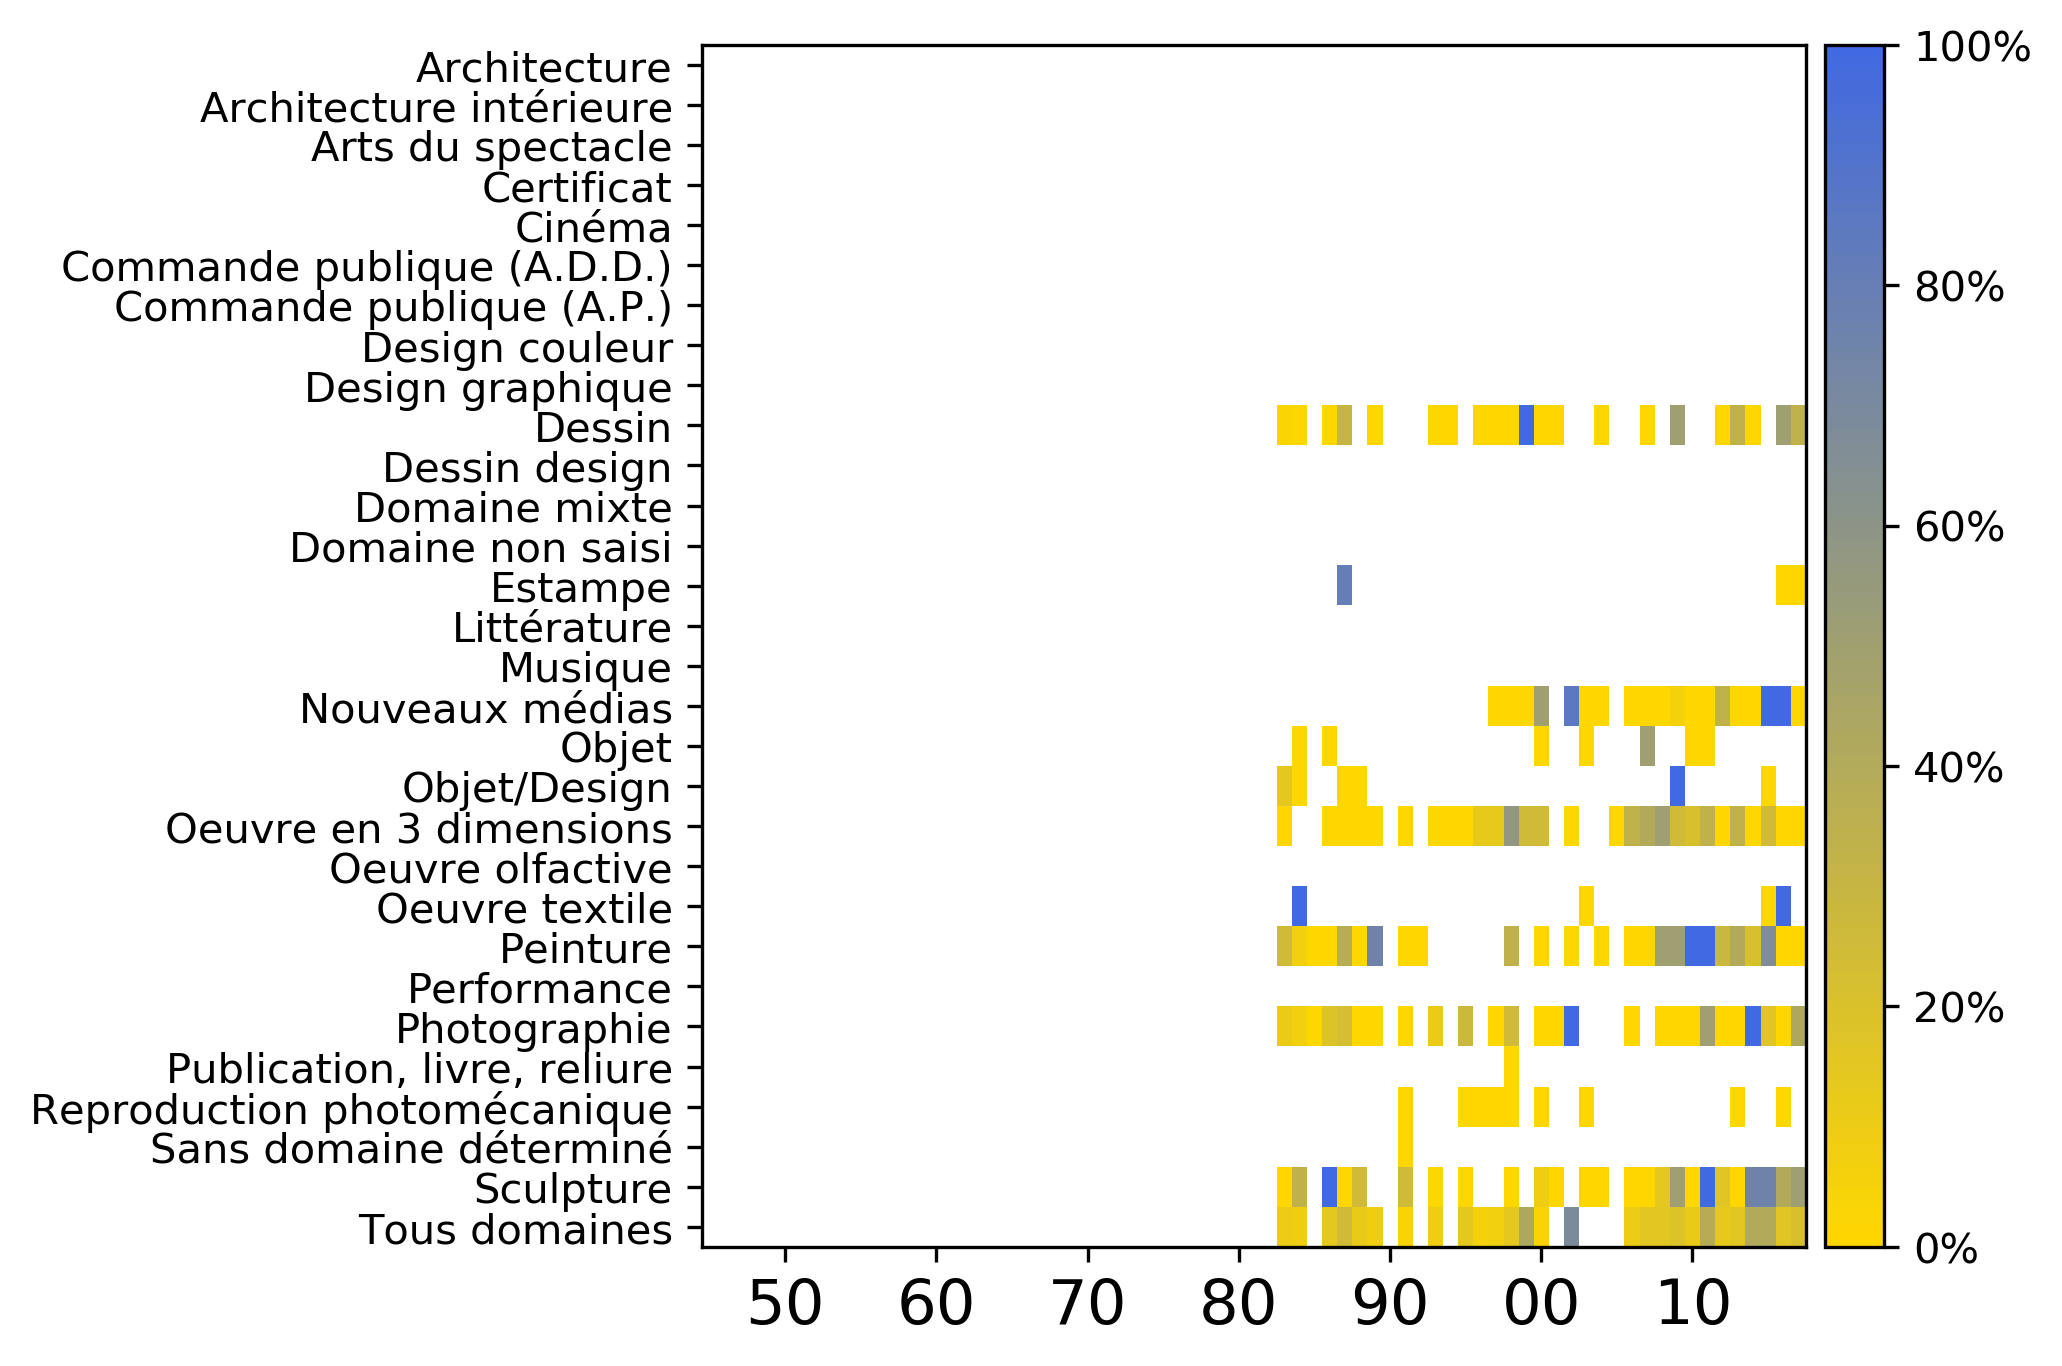 Architecture
Architecture intérieure
Arts du spectacle
Certificat
Cinéma
Commande publique (A.D.D.)
Commande publique (A.P.)
Design couleur
Design graphique
Dessin
Dessin design
Domaine mixte
Domaine non saisi
Estampe
Littérature
Musique
Nouveaux médias
Objet
Objet/Design
Oeuvre en 3 dimensions
Oeuvre olfactive
Oeuvre textile
Peinture
Performance
Photographie
Publication, livre, reliure
Reproduction photomécanique
Sans domaine déterminé
Sculpture
Tous domaines
50 60 70 80 90 00 10
100%
80%
60%
40%
20%
0%